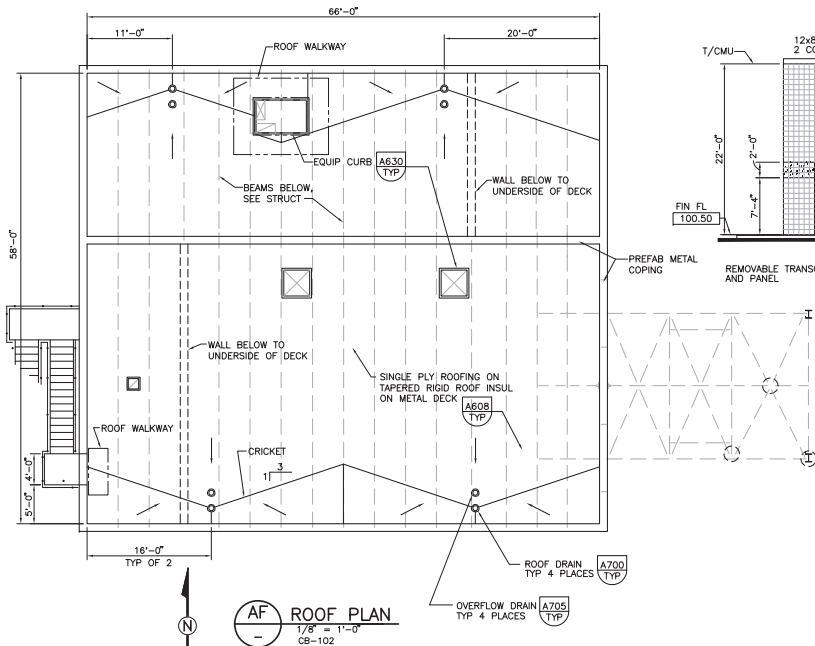 66'-0"
11'-0"
20'-0"
ROOF WALKWAY
T/CMU
12x8
2 CO
22'-0"
2'-0"
7'-4"
FIN FL
100.50
REMOVABLE TRANSO
AND PANEL
EQUIP CURB
A630
TYP
BEAMS BELOW,
SEE STRUCT
WALL BELOW TO
UNDERSIDE OF DECK
58'-0"
PREFAB METAL
COPING
WALL BELOW TO
UNDERSIDE OF DECK
SINGLE PLY ROOFING ON
TAPERED RIGID ROOF INSUL
ON METAL DECK
A608
TYP
ROOF WALKWAY
CRICKET
3
1
4'-0"
5'-0"
16'-0"
TYP OF 2
ROOF DRAIN
TYP 4 PLACES
A700
TYP
OVERFLOW DRAIN
TYP 4 PLACES
A705
TYP
N
AF
-
ROOF PLAN
1/8" = 1'-0"
CB-102